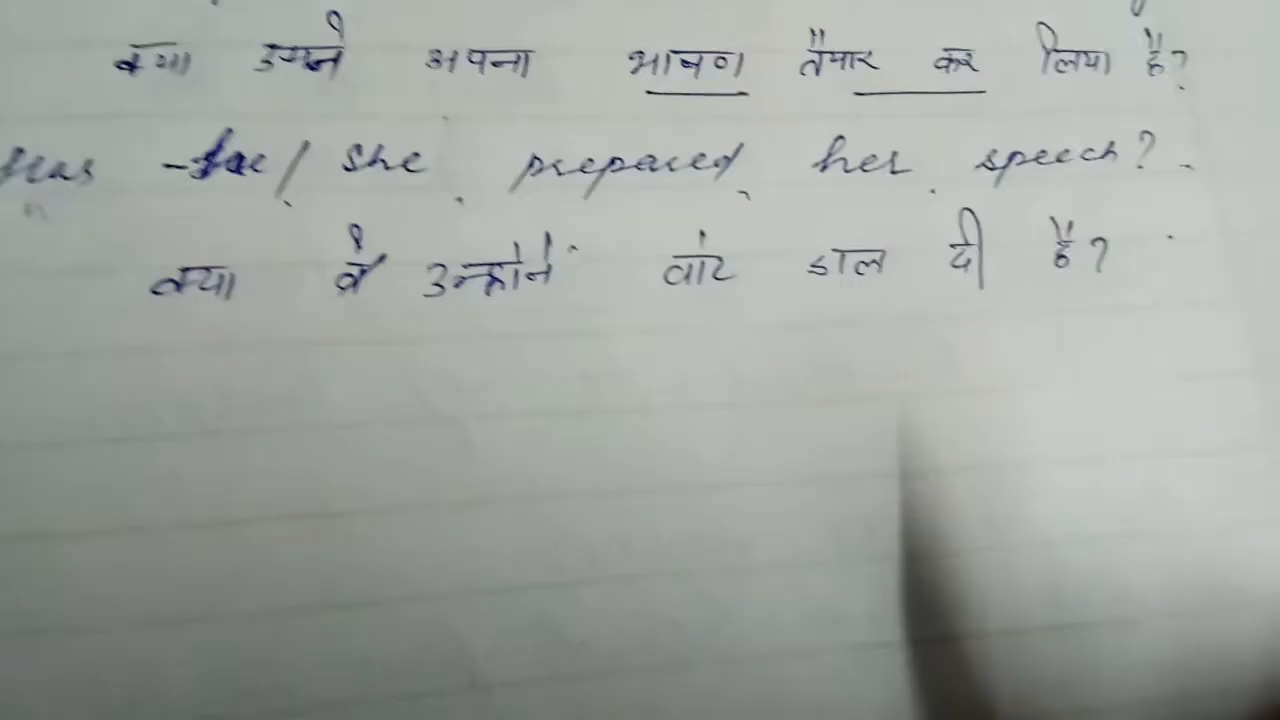 क्या उसने अपना भाषण तैयार कर लिया है?
Has he/ she prepared her speech?
क्या वे उन्होंने वोट डाल दी है?